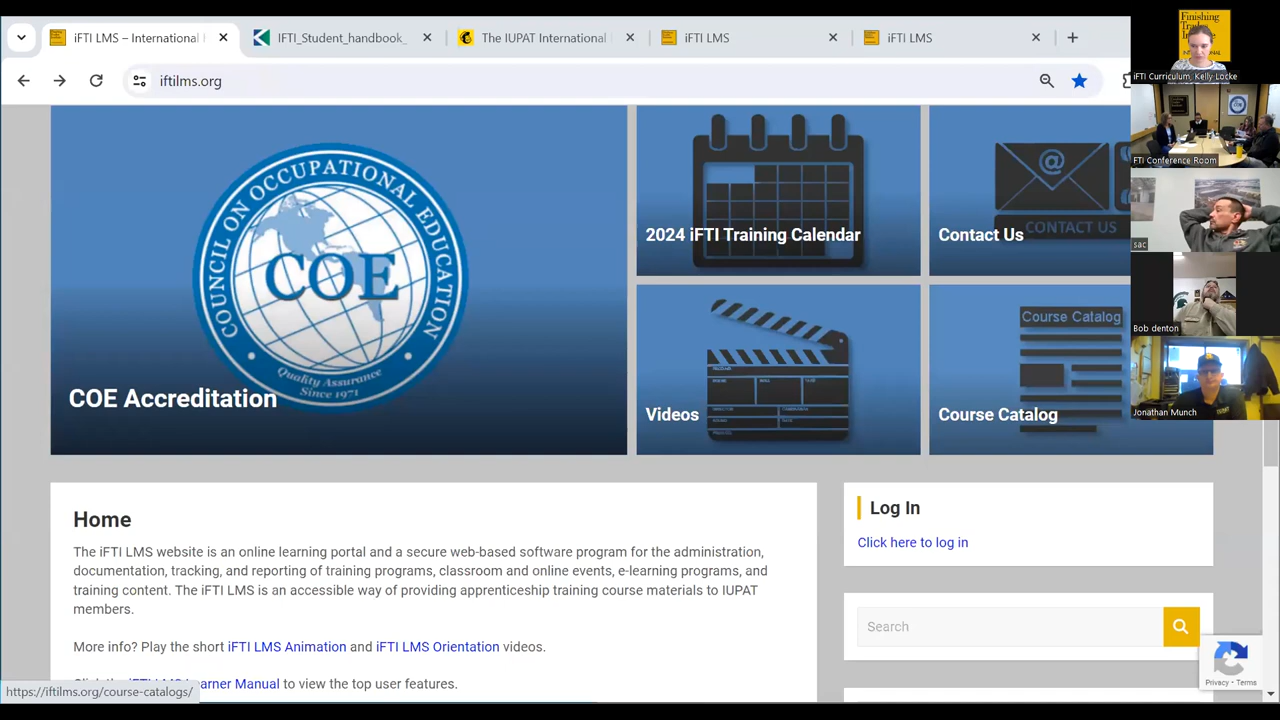 iFTI LMS – International
IFTI_Student_handbook_
The IUPAT International
iFTI LMS
iFTI LMS
iftilms.org
COUNCIL ON OCCUPATIONAL EDUCATION
COE
Quality Assurance
Since 1971
COE Accreditation
2024 iFTI Training Calendar
@
CONTACT US
Contact Us
Videos
Course Catalog
Course Catalog
Home
The iFTI LMS website is an online learning portal and a secure web-based software program for the administration,
documentation, tracking, and reporting of training programs, classroom and online events, e-learning programs, and
training content. The iFTI LMS is an accessible way of providing apprenticeship training course materials to IUPAT
members.
More info? Play the short iFTI LMS Animation and iFTI LMS Orientation videos.
Learner Manual to view the top user features.
https://iftilms.org/course-catalogs/
Log In
Click here to log in
Search
Privacy • Terms
Finishing
Trades
iFTI Curriculum, Kelly Locke
FTI Conference Room
sac
Bob denton
Jonathan Munch